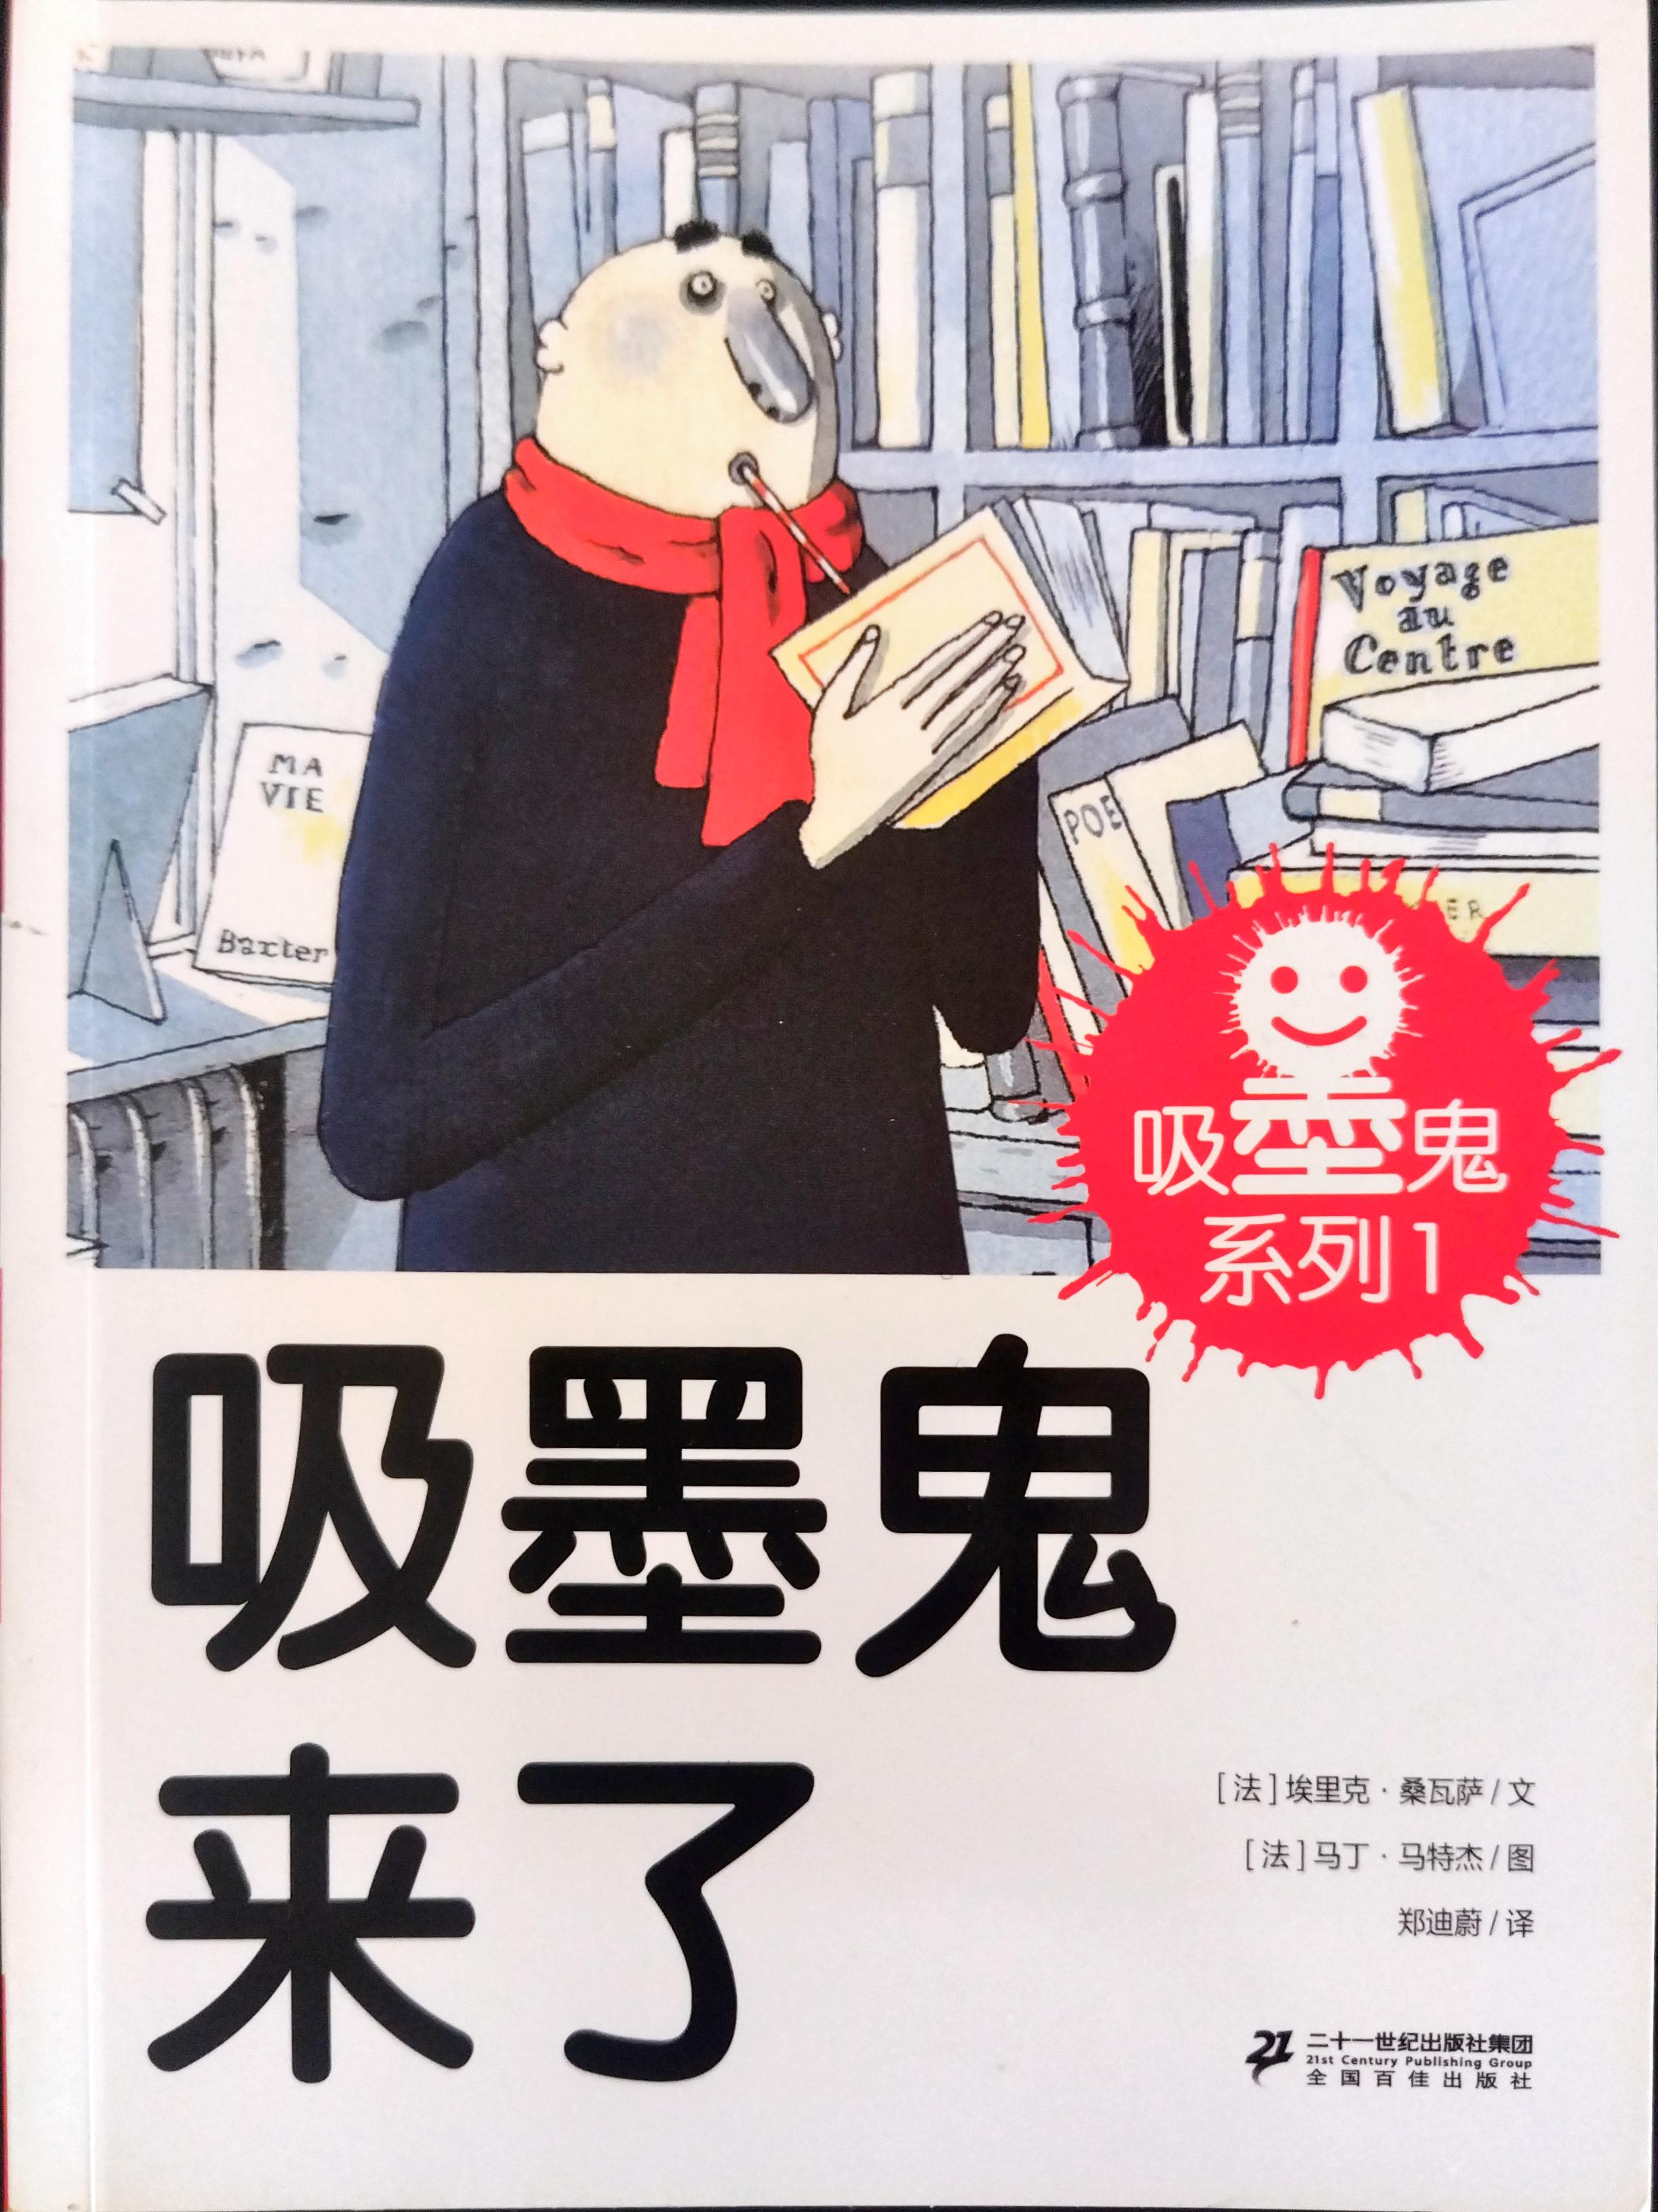 Voyage
au
Centre
MA
VIE
POE
Baxter
ER
吸墨鬼
系列1
吸墨鬼
来了
[法]埃里克·桑瓦萨/文
[法]马丁·马特杰/图
郑迪蔚/译
21 二十一世纪出版社集团
21st Century Publishing Group
全国百佳出版社